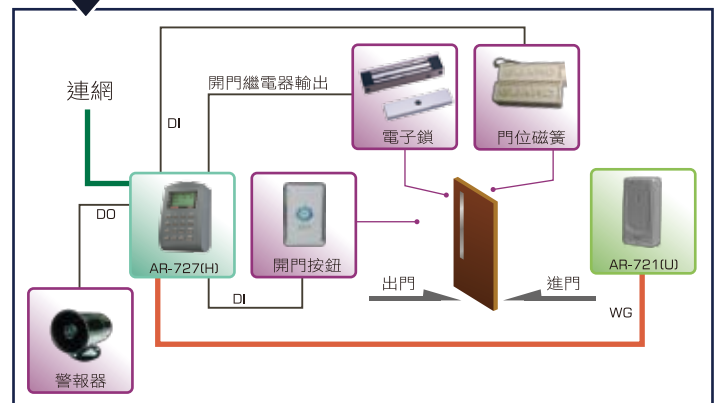 連網
開門繼電器輸出
DI
電子鎖
門位磁簧
DO
AR-727(H)
開門按鈕
AR-721(U)
DI
出門
進門
WG
警報器